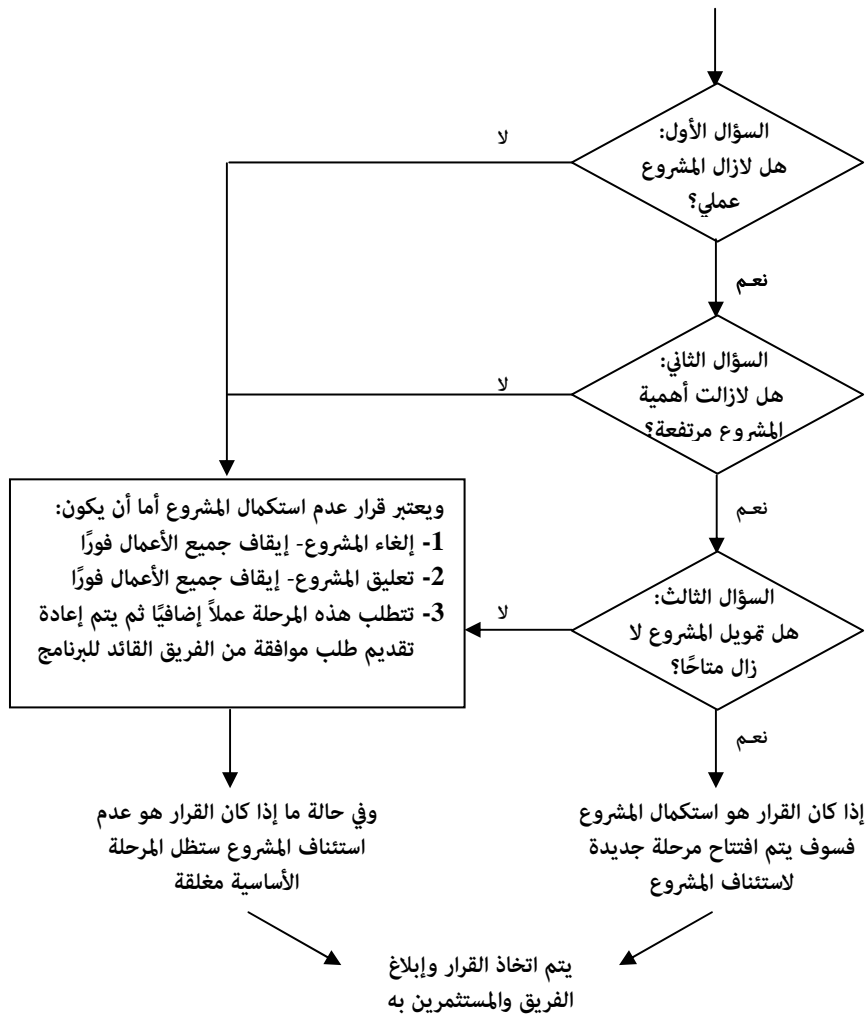 السؤال الأول:
هل لازال المشروع
عملي؟
لا
نعم
السؤال الثاني:
هل لازالت أهمية
المشروع مرتفعة؟
لا
نعم
السؤال الثالث:
هل تمويل المشروع لا
زال متاحًا؟
لا
نعم
ويعتبر قرار عدم استكمال المشروع أما أن يكون:
1- إلغاء المشروع- إيقاف جميع الأعمال فورًا
2- تعليق المشروع- إيقاف جميع الأعمال فورًا
3- تتطلب هذه المرحلة عملاً إضافيًا ثم يتم إعادة
تقديم طلب موافقة من الفريق القائد للبرنامج
إذا كان القرار هو استكمال المشروع
فسوف يتم افتتاح مرحلة جديدة
لاستئناف المشروع
وفي حالة ما إذا كان القرار هو عدم
استئناف المشروع ستظل المرحلة
الأساسية مغلقة
يتم اتخاذ القرار وإبلاغ
الفريق والمستثمرين به